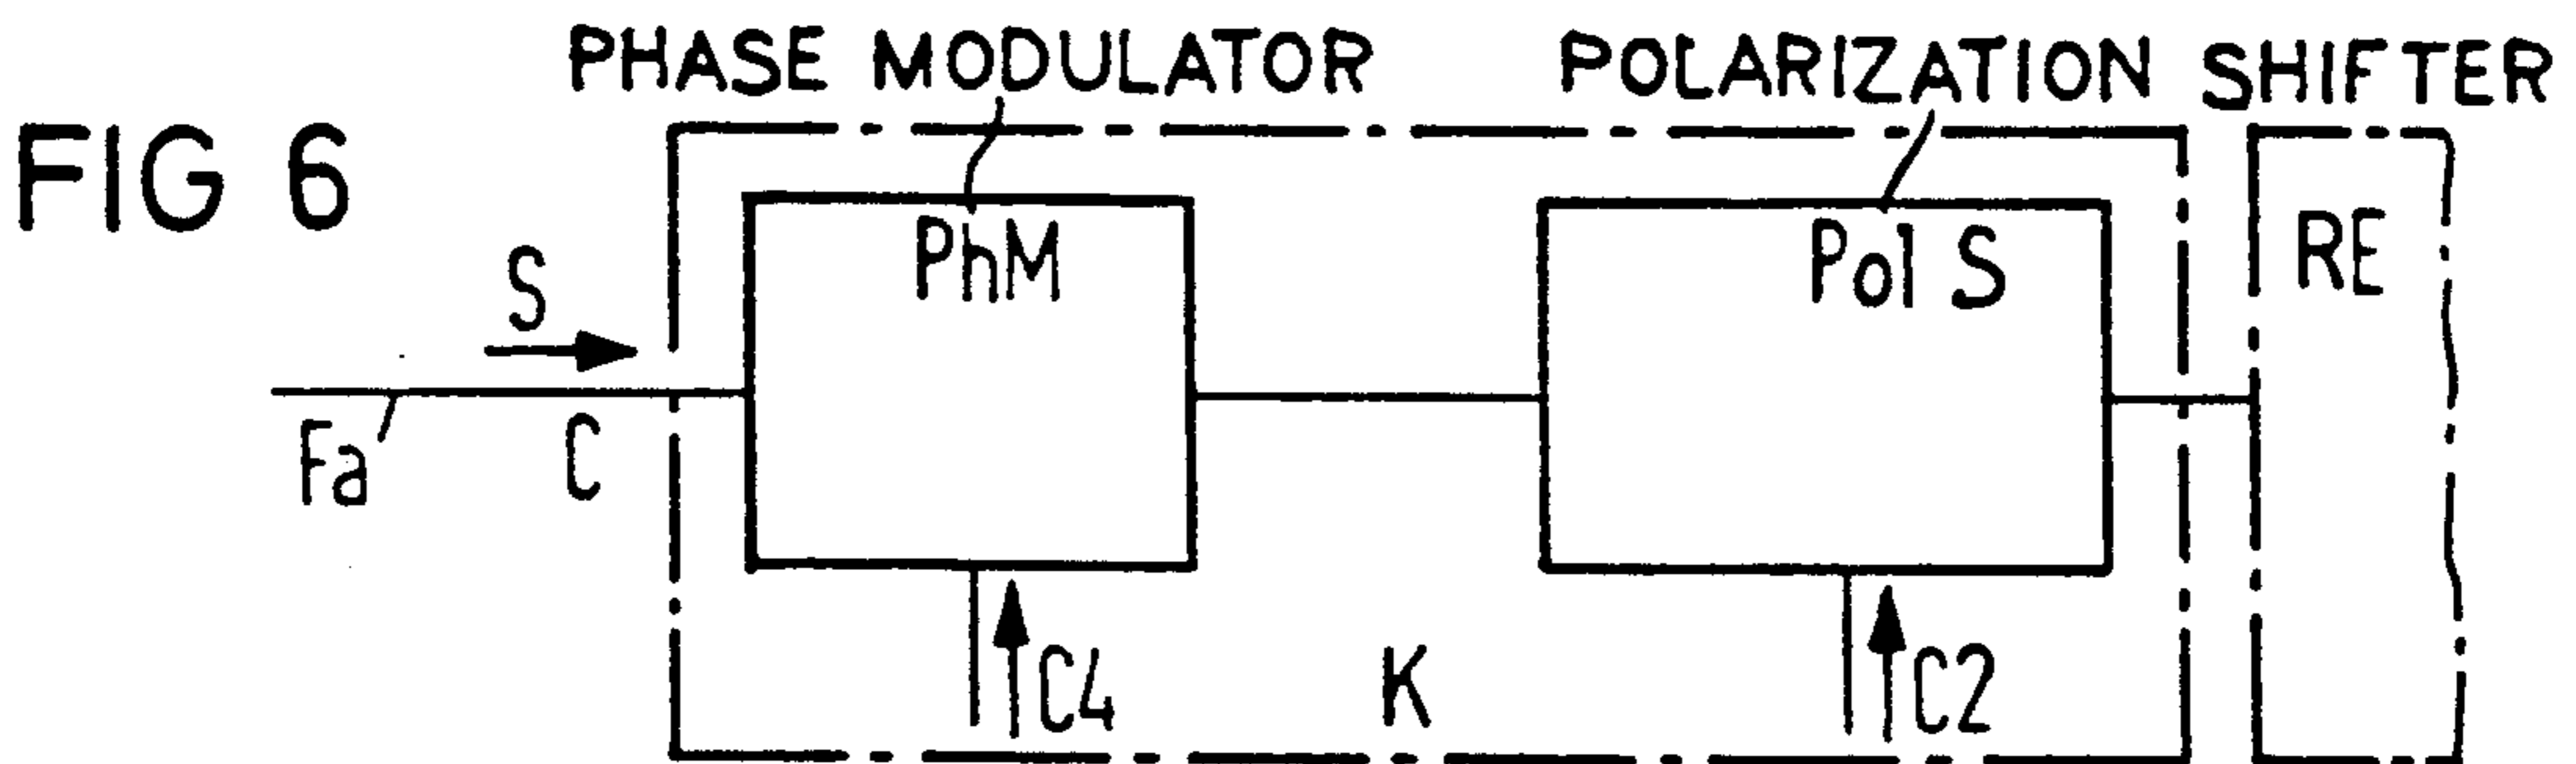 PHASE MODULATOR
POLARIZATION SHIFTER
FIG 6
PhM
Pol S
RE
S
Fa
C
C4
K
C2